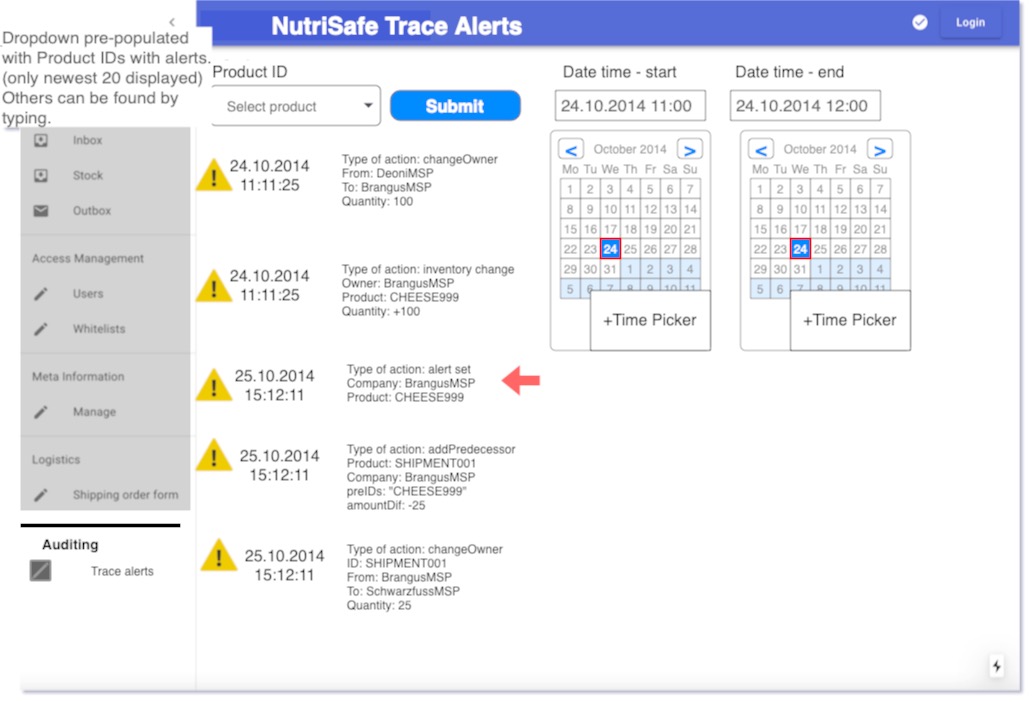 NutriSafe Trace Alerts
Login
Dropdown pre-populated
with Product IDs with alerts.
(only newest 20 displayed)
Others can be found by
typing.
Inbox
Stock
Outbox
Access Management
Users
Whitelists
Meta Information
Manage
Logistics
Shipping order form
Auditing
Trace alerts
Product ID
Select product
Submit
24.10.2014
11:11:25
Type of action: changeOwner
From: DeoniMSP
To: BrangusMSP
Quantity: 100
24.10.2014
11:11:25
Type of action: inventory change
Owner: BrangusMSP
Product: CHEESE999
Quantity: +100
25.10.2014
15:12:11
Type of action: alert set
Company: BrangusMSP
Product: CHEESE999
25.10.2014
15:12:11
Type of action: addPredecessor
Product: SHIPMENT001
Company: BrangusMSP
preIDs: "CHEESE999"
amountDif: -25
25.10.2014
15:12:11
Type of action: changeOwner
ID: SHIPMENT001
From: BrangusMSP
To: SchwarzfussMSP
Quantity: 25
Date time - start
24.10.2014 11:00
< October 2014 >
Mo Tu We Th Fr Sa Su
1 2 3 4 5 6 7
8 9 10 11 12 13 14
15 16 17 18 19 20 21
22 23 24 25 26 27 28
29 30 31 1 2 3 4
5 6 7 8 9 10 11
+Time Picker
Date time - end
24.10.2014 12:00
< October 2014 >
Mo Tu We Th Fr Sa Su
1 2 3 4 5 6 7
8 9 10 11 12 13 14
15 16 17 18 19 20 21
22 23 24 25 26 27 28
29 30 31 1 2 3 4
5 6 7 8 9 10 11
+Time Picker